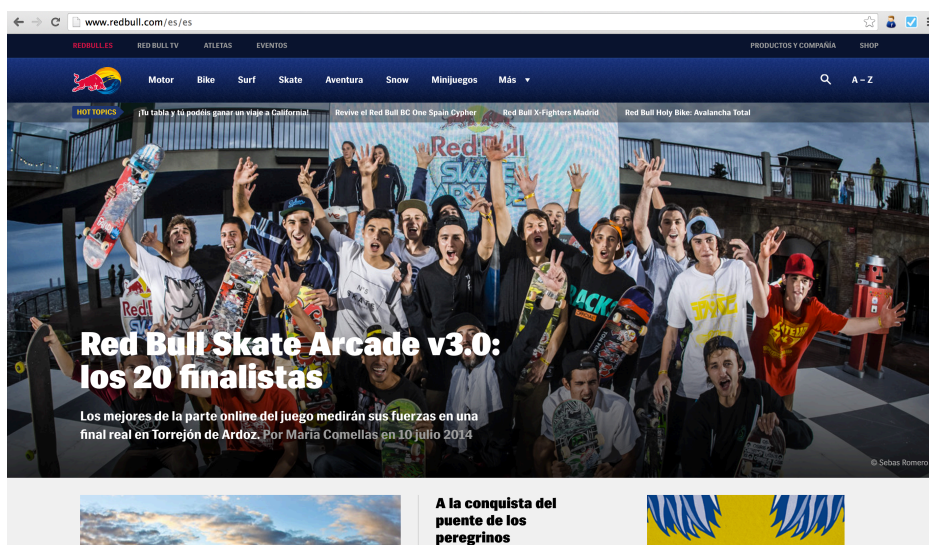 www.redbull.com/es/es
REDBULL.ES RED BULL TV ATLETAS EVENTOS PRODUCTOS Y COMPAÑÍA SHOP
Motor Bike Surf Skate Aventura Snow Minijuegos Más A – Z
HOT TOPICS ¡Tu tabla y tú podéis ganar un viaje a California! Revive el Red Bull BC One Spain Cypher Red Bull X-Fighters Madrid Red Bull Holy Bike: Avalancha Total
Red Bull
SKATE
ARCADE
Red Bull Skate Arcade v3.0:
los 20 finalistas
Los mejores de la parte online del juego medirán sus fuerzas en una
final real en Torrejón de Ardoz. Por María Comellas en 10 julio 2014
© Sebas Romero
A la conquista del
puente de los
peregrinos